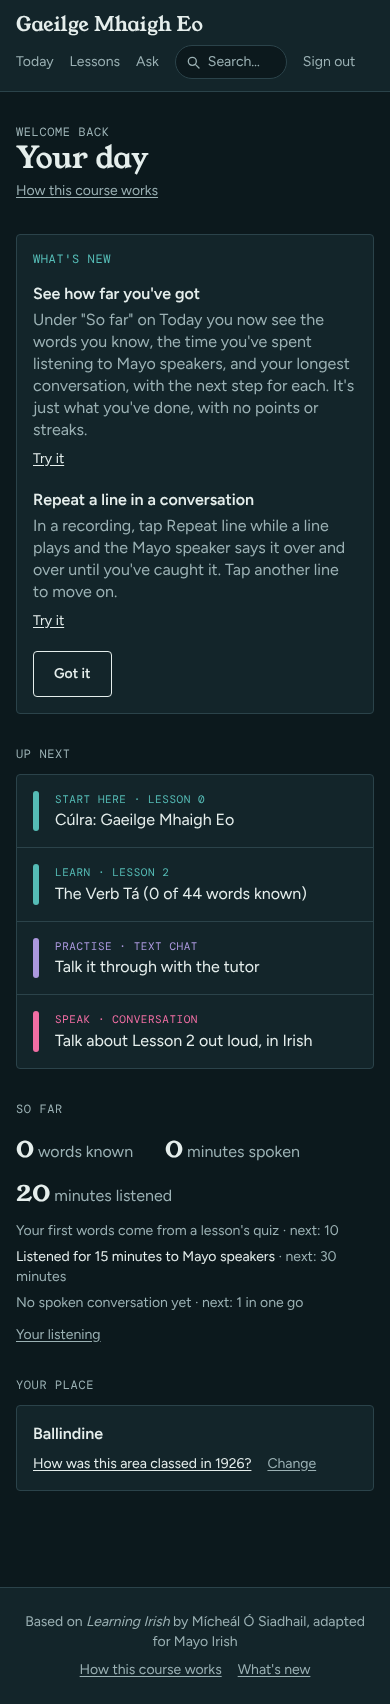 Gaeilge Mhaigh Eo
Today Lessons Ask Search... Sign out
WELCOME BACK
Your day
How this course works
WHAT'S NEW
See how far you've got
Under "So far" on Today you now see the
words you know, the time you've spent
listening to Mayo speakers, and your longest
conversation, with the next step for each. It's
just what you've done, with no points or
streaks.
Try it
Repeat a line in a conversation
In a recording, tap Repeat line while a line
plays and the Mayo speaker says it over and
over until you've caught it. Tap another line
to move on.
Try it
Got it
UP NEXT
START HERE · LESSON 0
Cúlra: Gaeilge Mhaigh Eo
LEARN · LESSON 2
The Verb Tá (0 of 44 words known)
PRACTISE · TEXT CHAT
Talk it through with the tutor
SPEAK · CONVERSATION
Talk about Lesson 2 out loud, in Irish
SO FAR
0 words known 0 minutes spoken
20 minutes listened
Your first words come from a lesson's quiz · next: 10
Listened for 15 minutes to Mayo speakers · next: 30
minutes
No spoken conversation yet · next: 1 in one go
Your listening
YOUR PLACE
Ballindine
How was this area classed in 1926? Change
Based on Learning Irish by Mícheál Ó Siadhail, adapted
for Mayo Irish
How this course works What's new